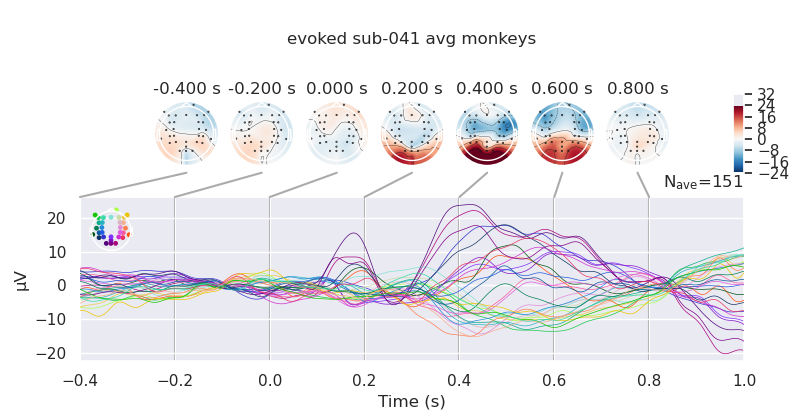 evoked sub-041 avg monkeys
-0.400 s -0.200 s 0.000 s 0.200 s 0.400 s 0.600 s 0.800 s
32
24
16
8
0
−8
−16
−24
Nave=151
μV
20
10
0
−10
−20
−0.4 −0.2 0.0 0.2 0.4 0.6 0.8 1.0
Time (s)